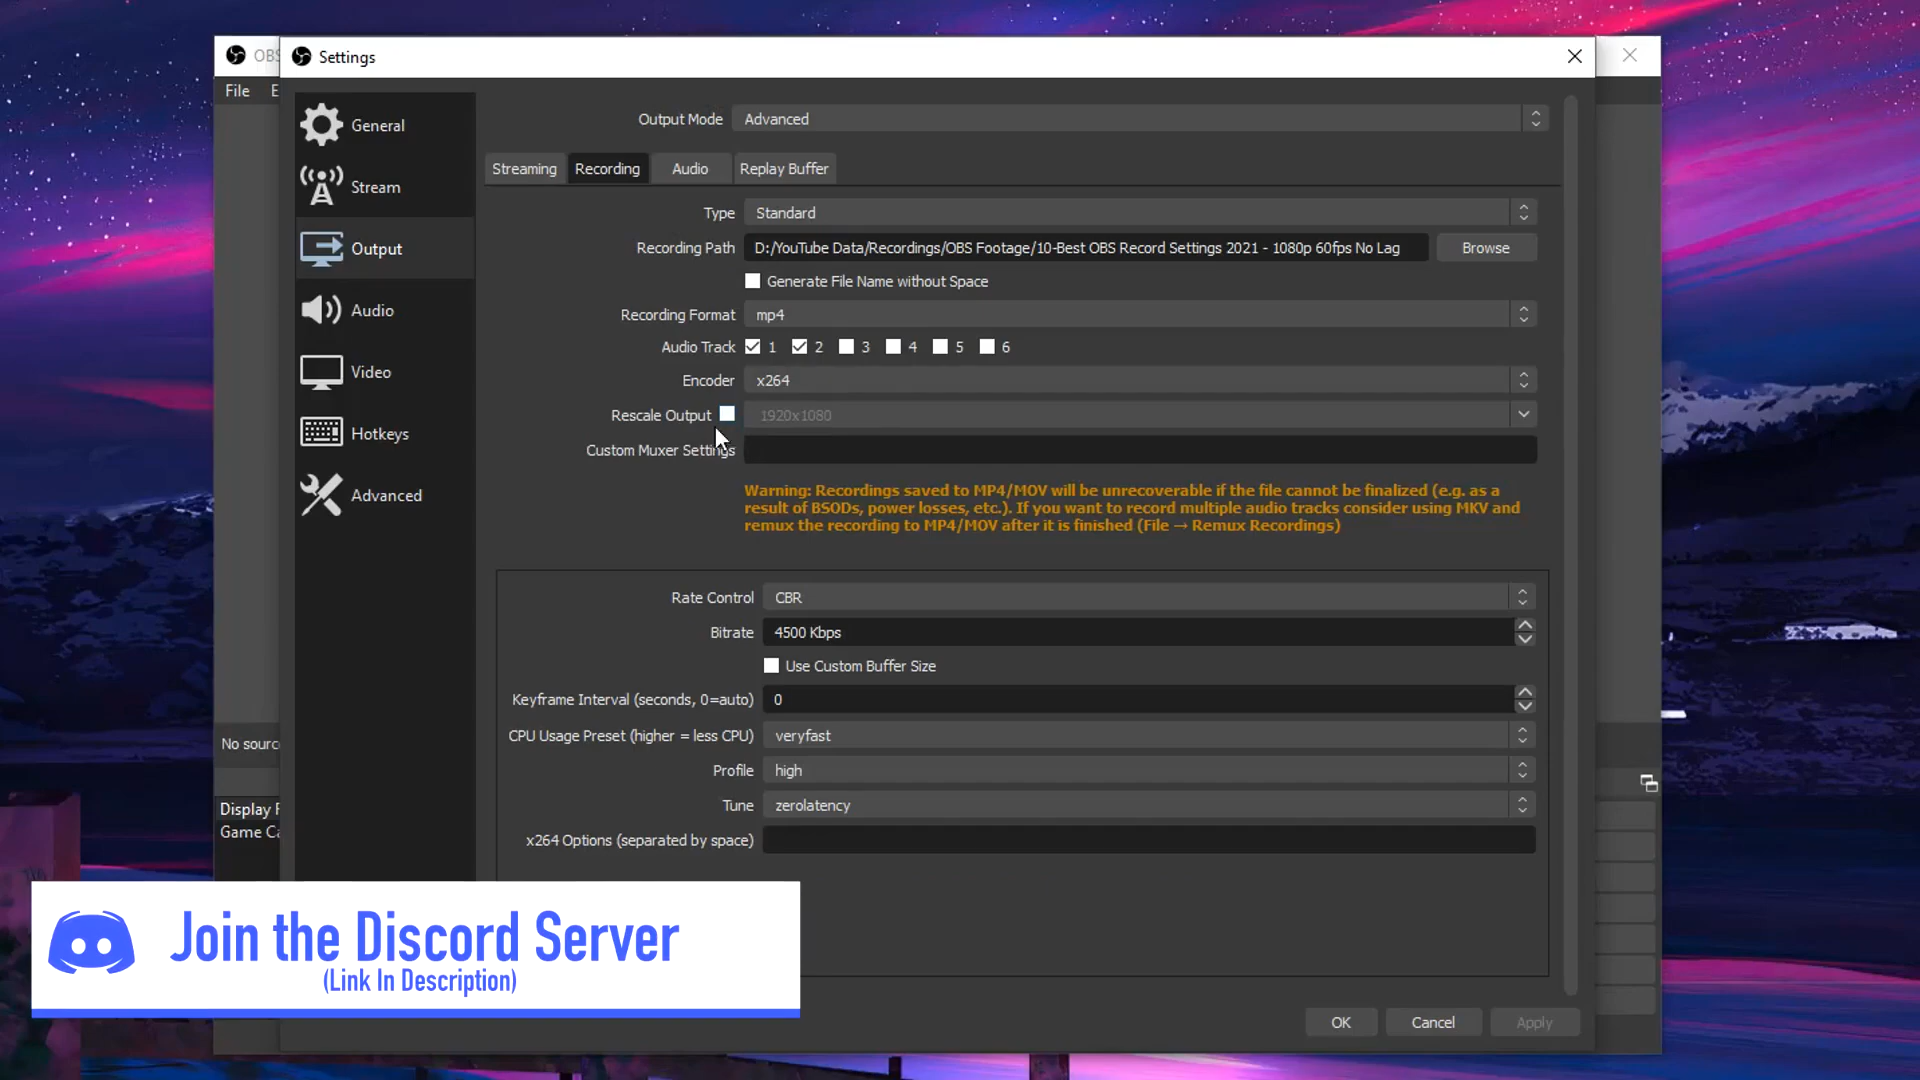 OBS
Settings
File
General
Stream
Output
Audio
Video
Hotkeys
Advanced
Output Mode Advanced
Streaming Recording Audio Replay Buffer
Type Standard
Recording Path D:/YouTube Data/Recordings/OBS Footage/10-Best OBS Record Settings 2021 - 1080p 60fps No Lag Browse
Generate File Name without Space
Recording Format mp4
Audio Track 1 2 3 4 5 6
Encoder x264
Rescale Output 1920x1080
Custom Muxer Settings
Warning: Recordings saved to MP4/MOV will be unrecoverable if the file cannot be finalized (e.g. as a
result of BSODs, power losses, etc.). If you want to record multiple audio tracks consider using MKV and
remux the recording to MP4/MOV after it is finished (File → Remux Recordings)
Rate Control CBR
Bitrate 4500 Kbps
Use Custom Buffer Size
Keyframe Interval (seconds, 0=auto) 0
CPU Usage Preset (higher = less CPU) veryfast
Profile high
Tune zerolatency
x264 Options (separated by space)
No sourc
Display
Game Ca
Join the Discord Server
(Link In Description)
OK Cancel Apply